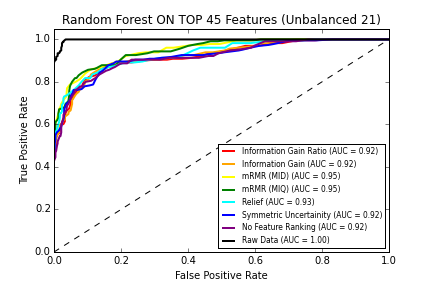 Random Forest ON TOP 45 Features (Unbalanced 21)
True Positive Rate
1.0
0.8
0.6
0.4
0.2
0.0
Information Gain Ratio (AUC = 0.92)
Information Gain (AUC = 0.92)
mRMR (MID) (AUC = 0.95)
mRMR (MIQ) (AUC = 0.95)
Relief (AUC = 0.93)
Symmetric Uncertainity (AUC = 0.92)
No Feature Ranking (AUC = 0.92)
Raw Data (AUC = 1.00)
0.0 0.2 0.4 0.6 0.8 1.0
False Positive Rate